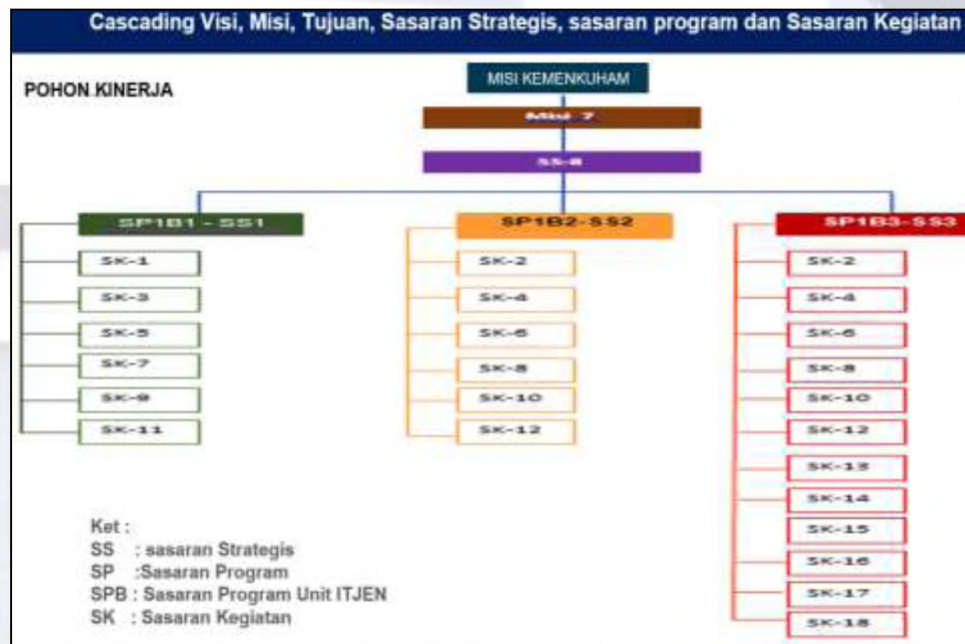 Cascading Visi, Misi, Tujuan, Sasaran Strategis, sasaran program dan Sasaran Kegiatan
POHON KINERJA
MISI KEMENKUHAM
Misi 7
SS-8
SP1B1 - SS1
SK-1
SK-3
SK-5
SK-7
SK-9
SK-11
SP1B2-SS2
SK-2
SK-4
SK-6
SK-8
SK-10
SK-12
SP1B3-SS3
SK-2
SK-4
SK-6
SK-8
SK-10
SK-12
SK-13
SK-14
SK-15
SK-16
SK-17
SK-18
Ket :
SS : sasaran Strategis
SP :Sasaran Program
SPB : Sasaran Program Unit ITJEN
SK : Sasaran Kegiatan